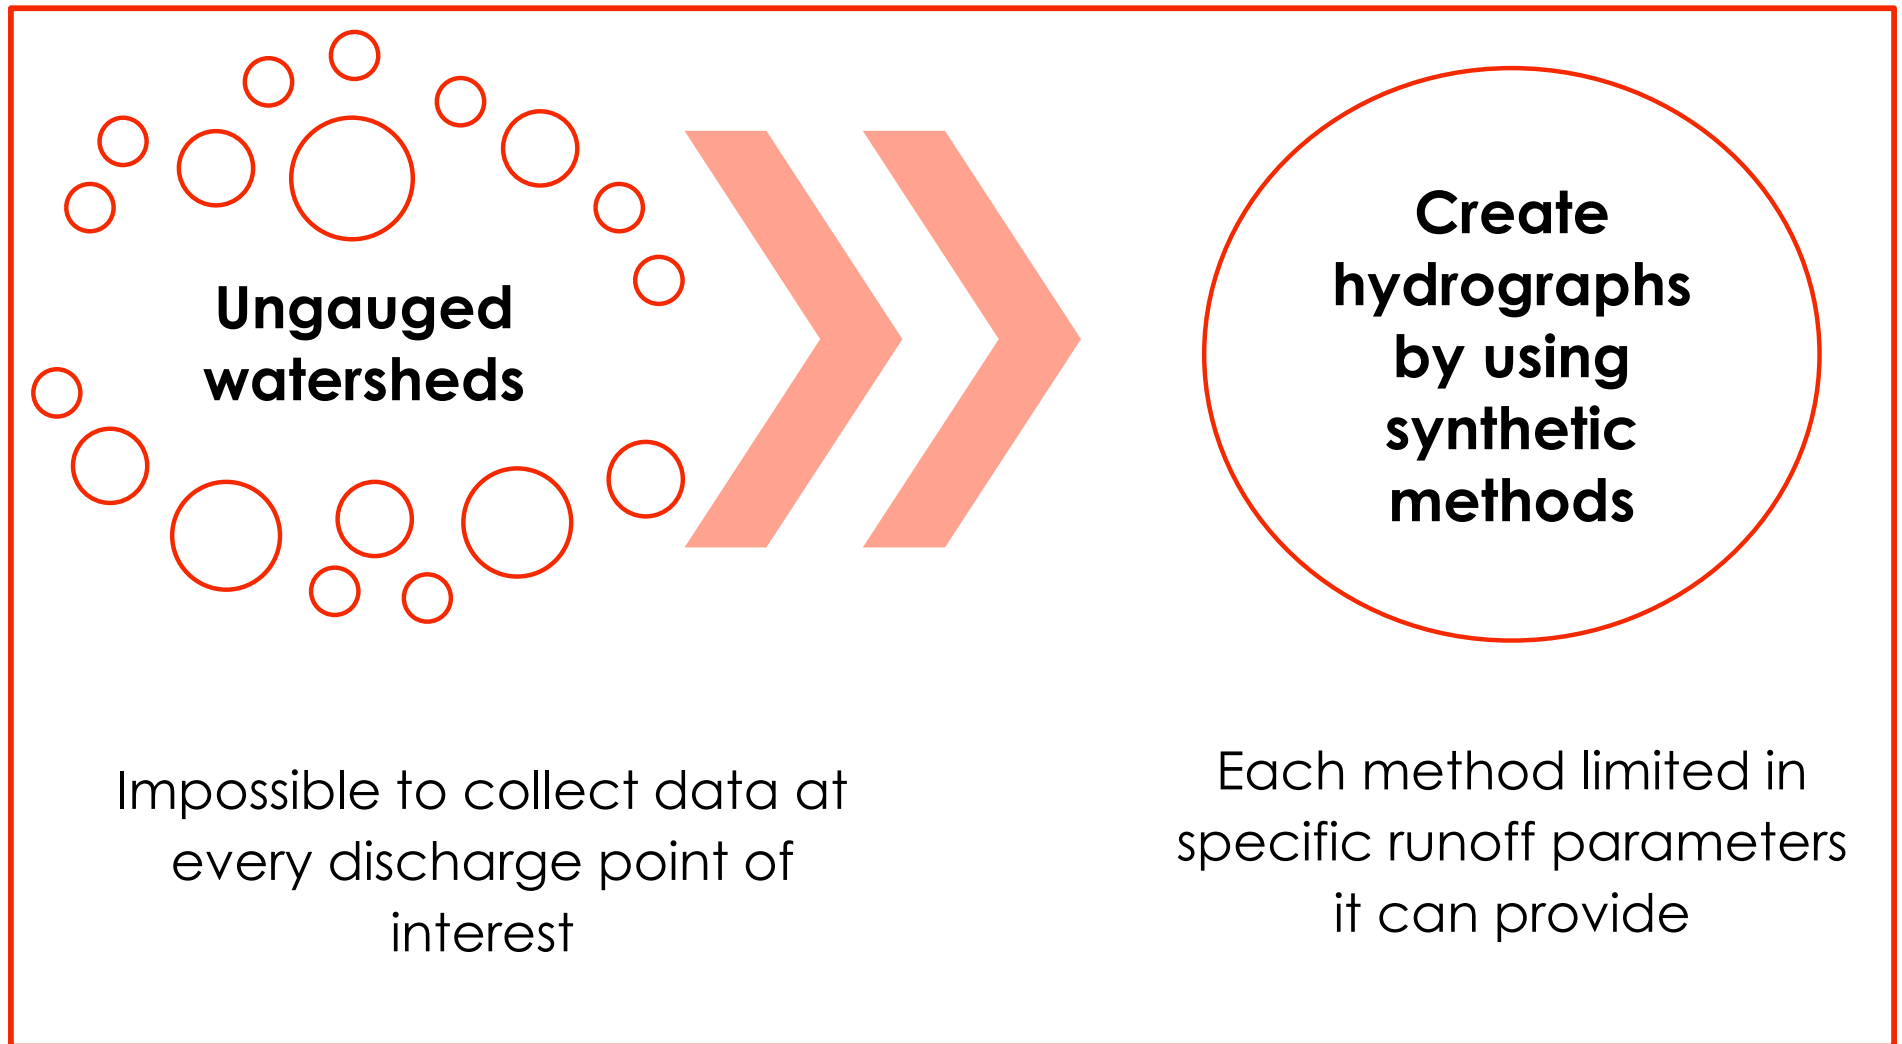 Ungauged
watersheds
Create
hydrographs
by using
synthetic
methods
Impossible to collect data at
every discharge point of
interest
Each method limited in
specific runoff parameters
it can provide